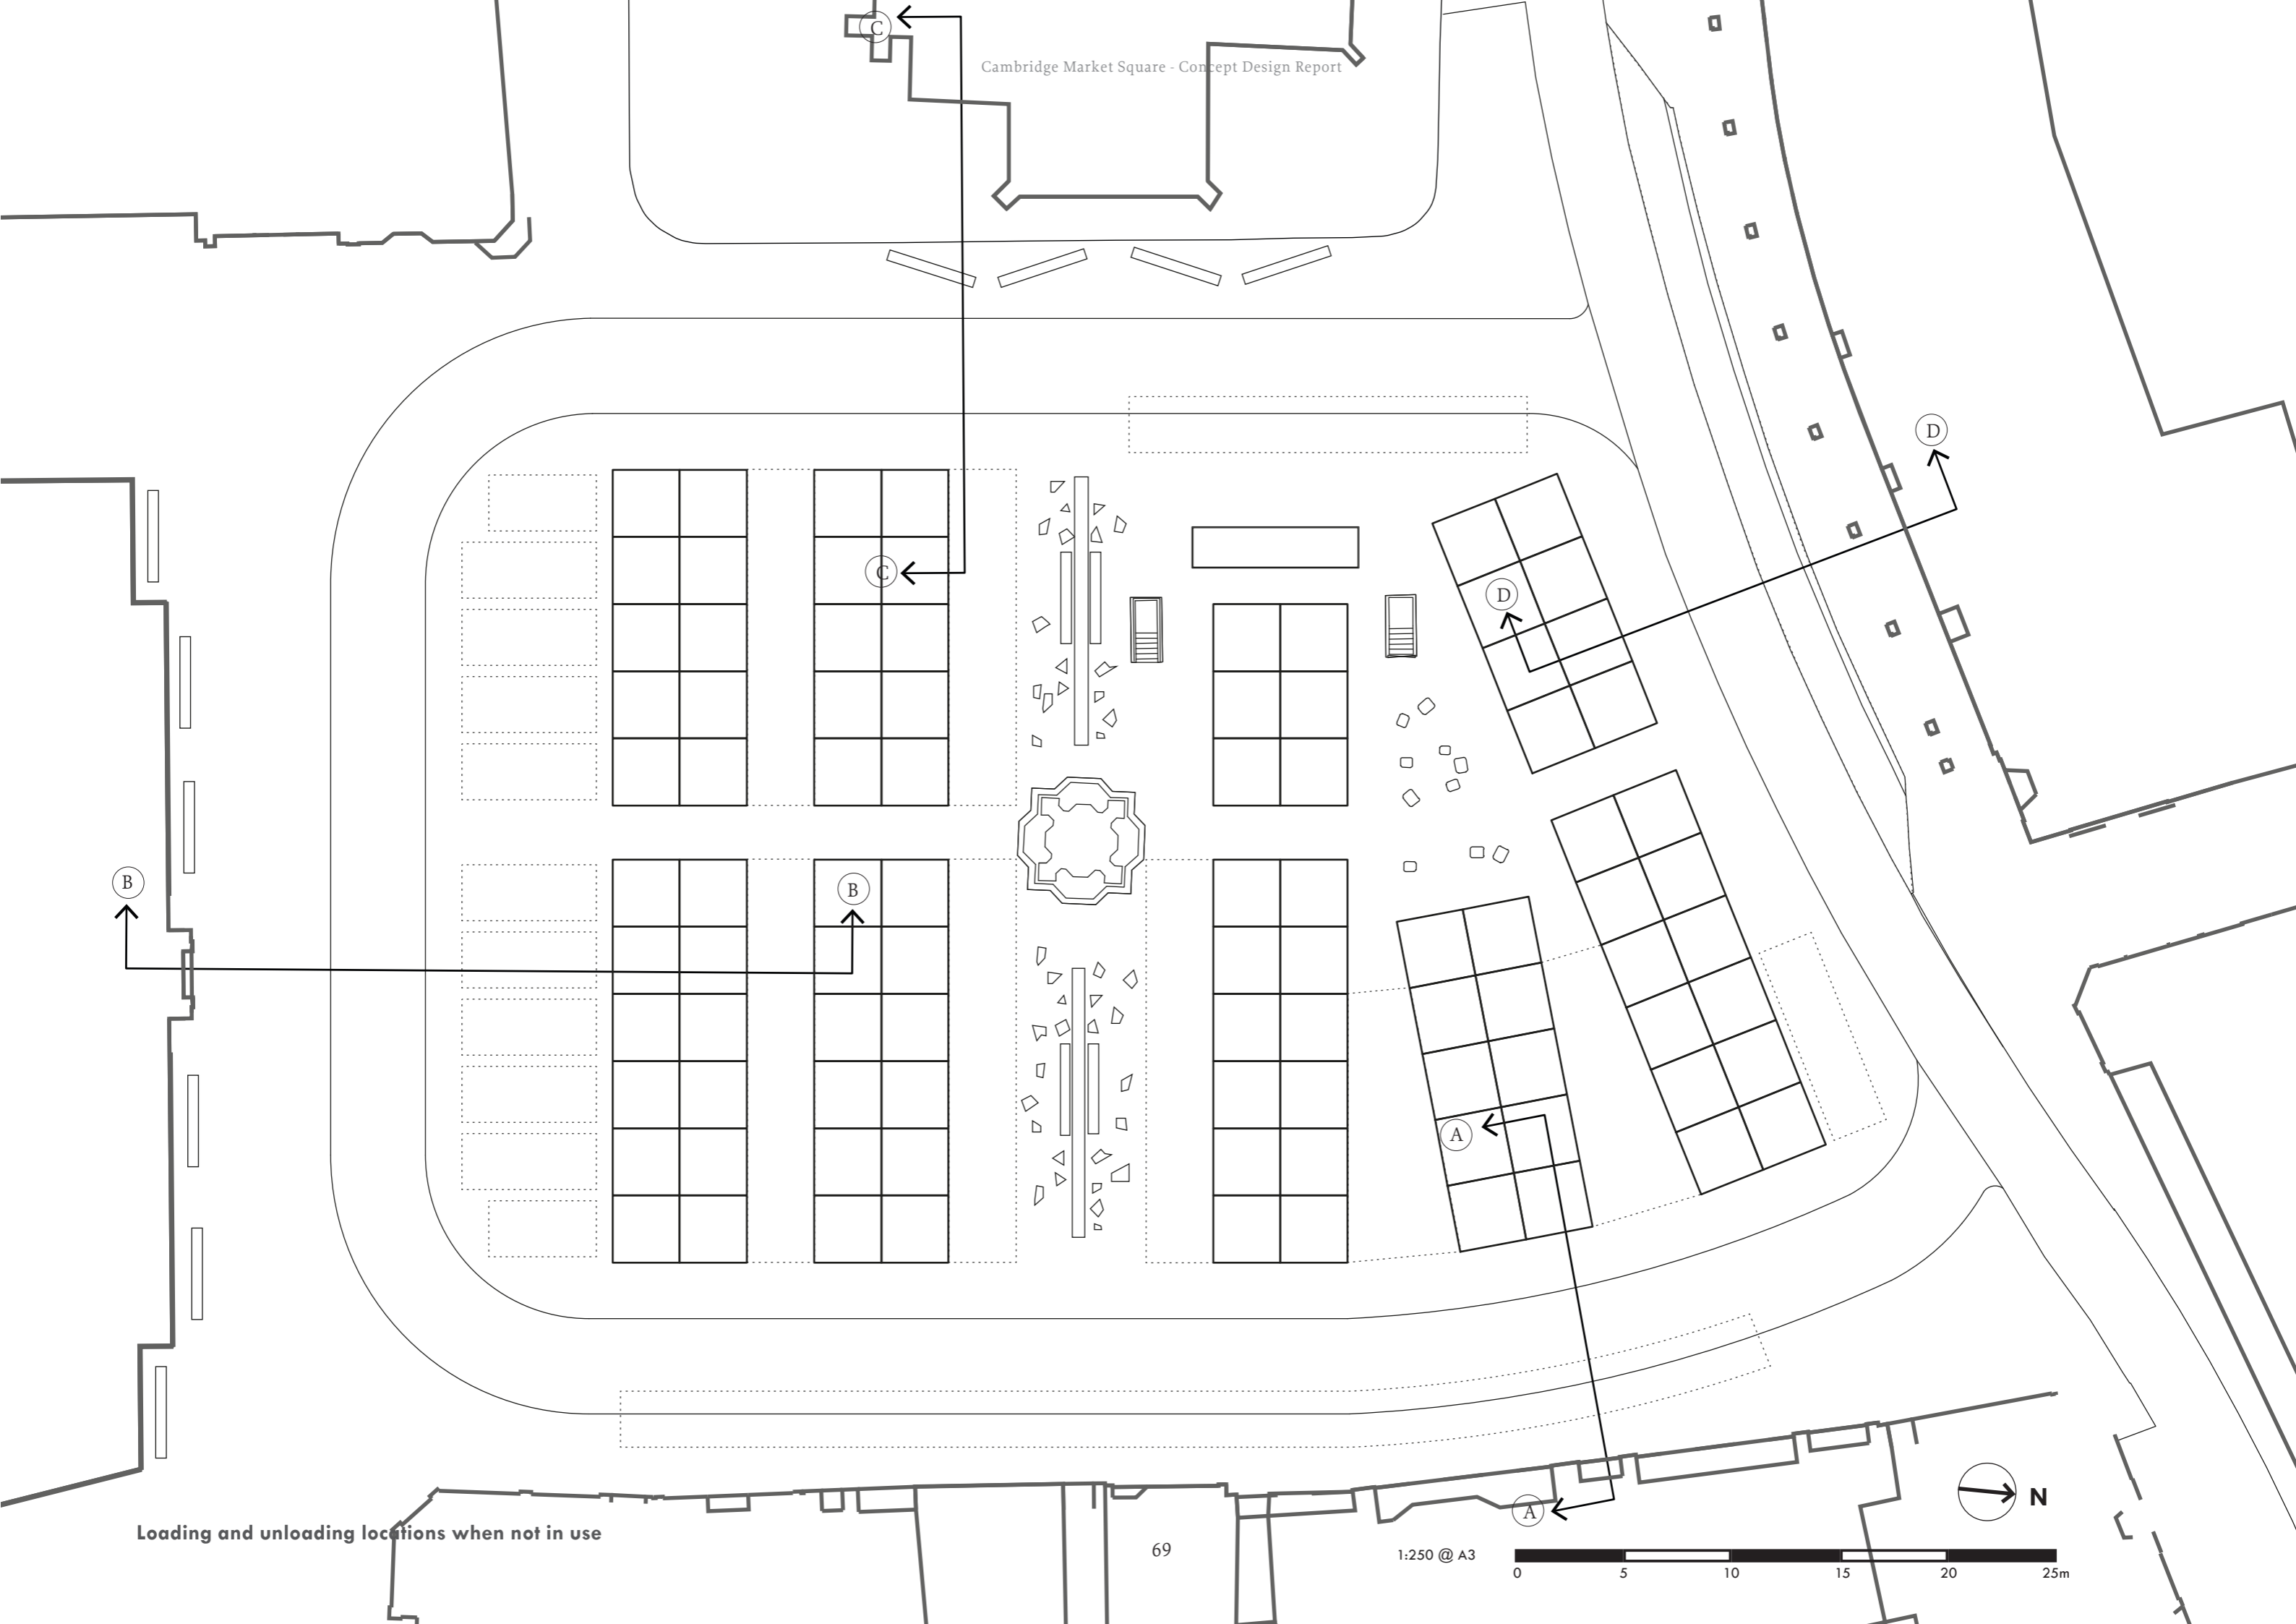 C
Cambridge Market Square - Concept Design Report
D
C
D
B
B
A
N
A
Loading and unloading locations when not in use
69
1:250 @ A3
0 5 10 15 20 25m